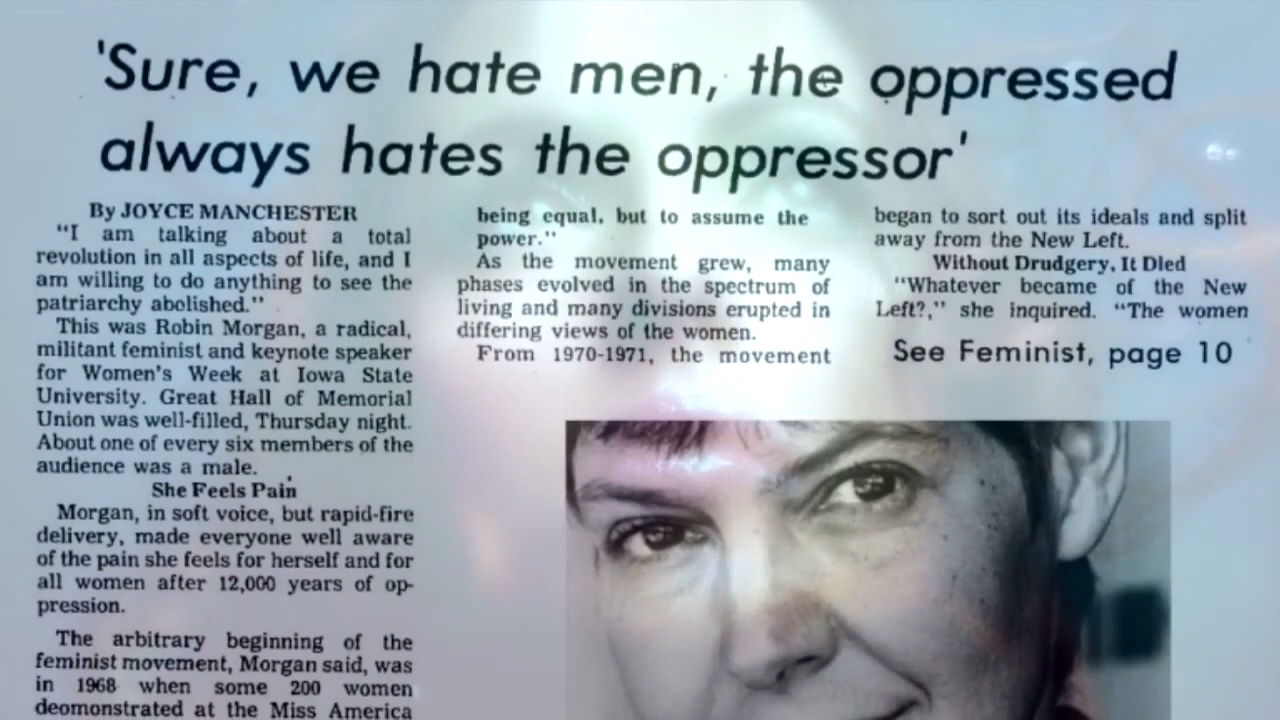 'Sure, we hate men, the oppressed
always hates the oppressor'
By JOYCE MANCHESTER
"I am talking about a total
revolution in all aspects of life, and I
am willing to do anything to see the
patriarchy abolished."
This was Robin Morgan, a radical,
militant feminist and keynote speaker
for Women's Week at Iowa State
University. Great Hall of Memorial
Union was well-filled, Thursday night.
About one of every six members of the
audience was a male.
She Feels Pain
Morgan, in soft voice, but rapid-fire
delivery, made everyone well aware
of the pain she feels for herself and for
all women after 12,000 years of op-
pression.
The arbitrary beginning of the
feminist movement, Morgan said, was
in 1968 when some 200 women
deomonstrated at the Miss America
being equal, but to assume the
power."
As the movement grew, many
phases evolved in the spectrum of
living and many divisions erupted in
differing views of the women.
From 1970-1971, the movement
began to sort out its ideals and split
away from the New Left.
Without Drudgery, It Died
"Whatever became of the New
Left?," she inquired. "The women
See Feminist, page 10